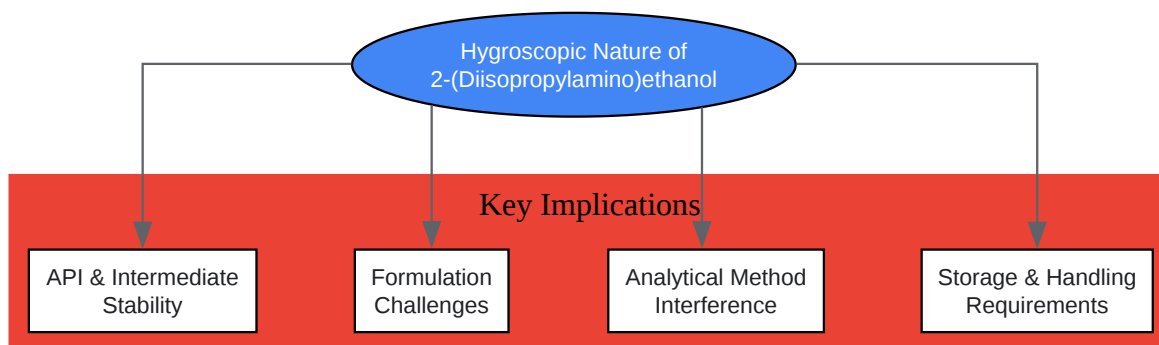 Hygroscopic Nature of
2-(Diisopropylamino)ethanol
Key Implications
API & Intermediate
Stability
Formulation
Challenges
Analytical Method
Interference
Storage & Handling
Requirements